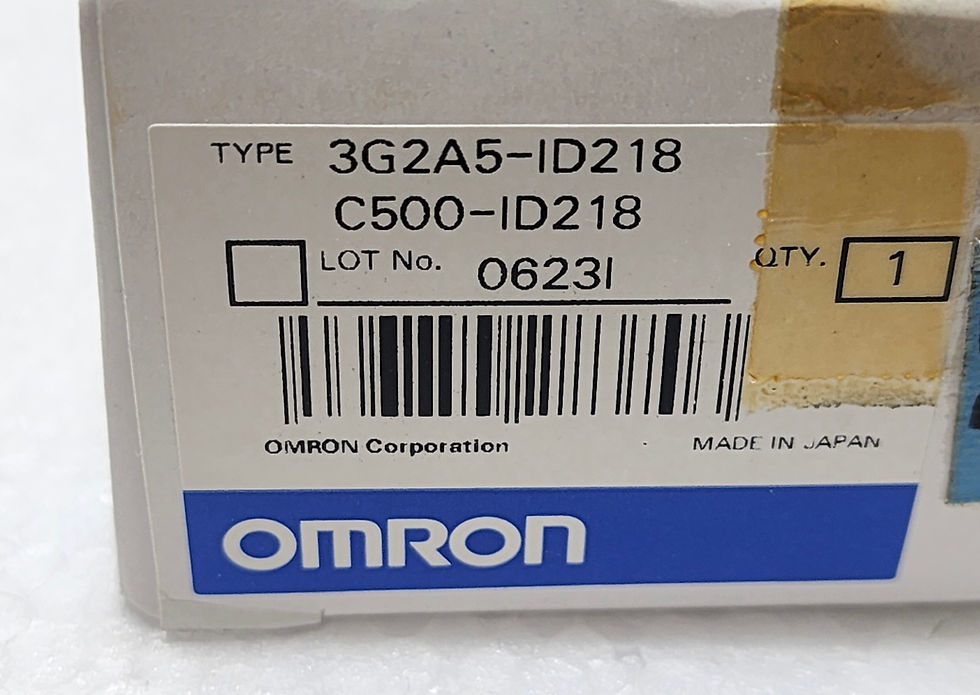 TYPE 3G2A5-ID218
C500-ID218
LOT No. 0623I
QTY. 1
OMRON Corporation
MADE IN JAPAN
OMRON